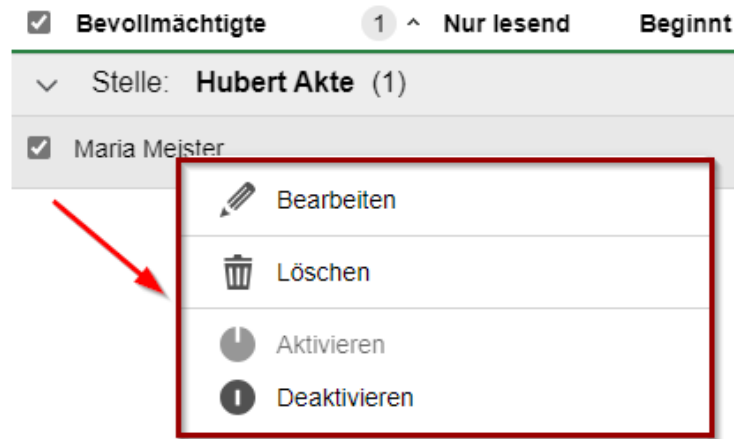 Bevollmächtigte 1 Nur lesend Beginnt
Stelle: Hubert Akte (1)
Maria Meister
Bearbeiten
Löschen
Aktivieren
Deaktivieren